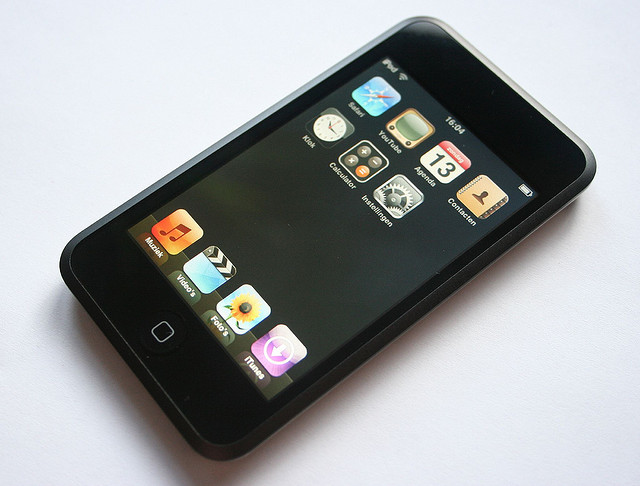 iPod 16:04
Safari YouTube Agenda Contacten
Klok Calculator Instellingen
Muziek Video's Foto's iTunes
13